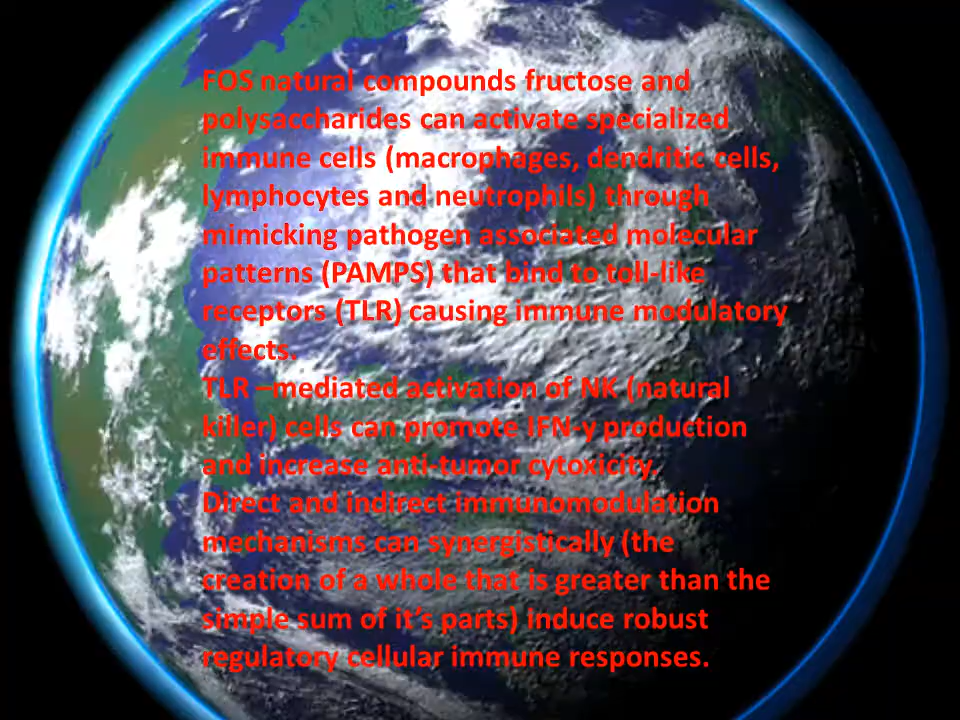 FOS natural compounds fructose and
polysaccharides can activate specialized
immune cells (macrophages, dendritic cells,
lymphocytes and neutrophils) through
mimicking pathogen associated molecular
patterns (PAMPS) that bind to toll-like
receptors (TLR) causing immune modulatory
effects.
TLR –mediated activation of NK (natural
killer) cells can promote IFN-y production
and increase anti-tumor cytoxicity.
Direct and indirect immunomodulation
mechanisms can synergistically (the
creation of a whole that is greater than the
simple sum of it’s parts) induce robust
regulatory cellular immune responses.